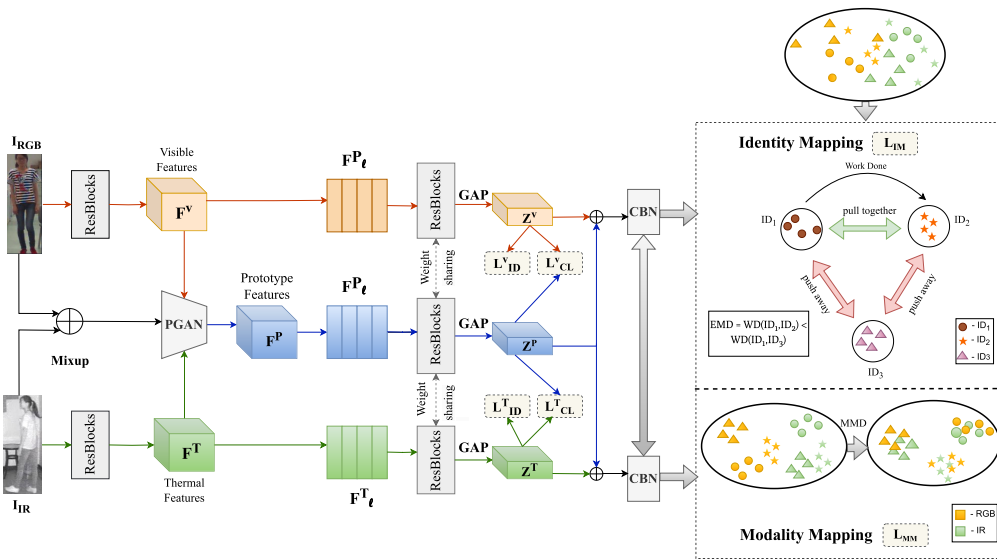 I_RGB
ResBlocks
Visible
Features
F^v
F^P_ℓ
ResBlocks
GAP
Z^v
L^v_ID
L^v_CL
CBN
Identity Mapping
L_IM
Work Done
ID_1
pull together
ID_2
push away
push away
EMD = WD(ID_1,ID_2) <
WD(ID_1,ID_3)
ID_3
- ID_1
- ID_2
- ID_3
Weight
sharing
Mixup
PGAN
Prototype
Features
F^P
F^P_ℓ
ResBlocks
GAP
Z^P
Weight
sharing
L^T_ID
L^T_CL
I_IR
ResBlocks
F^T
Thermal
Features
F^T_ℓ
ResBlocks
GAP
Z^T
CBN
MMD
Modality Mapping
L_MM
- RGB
- IR